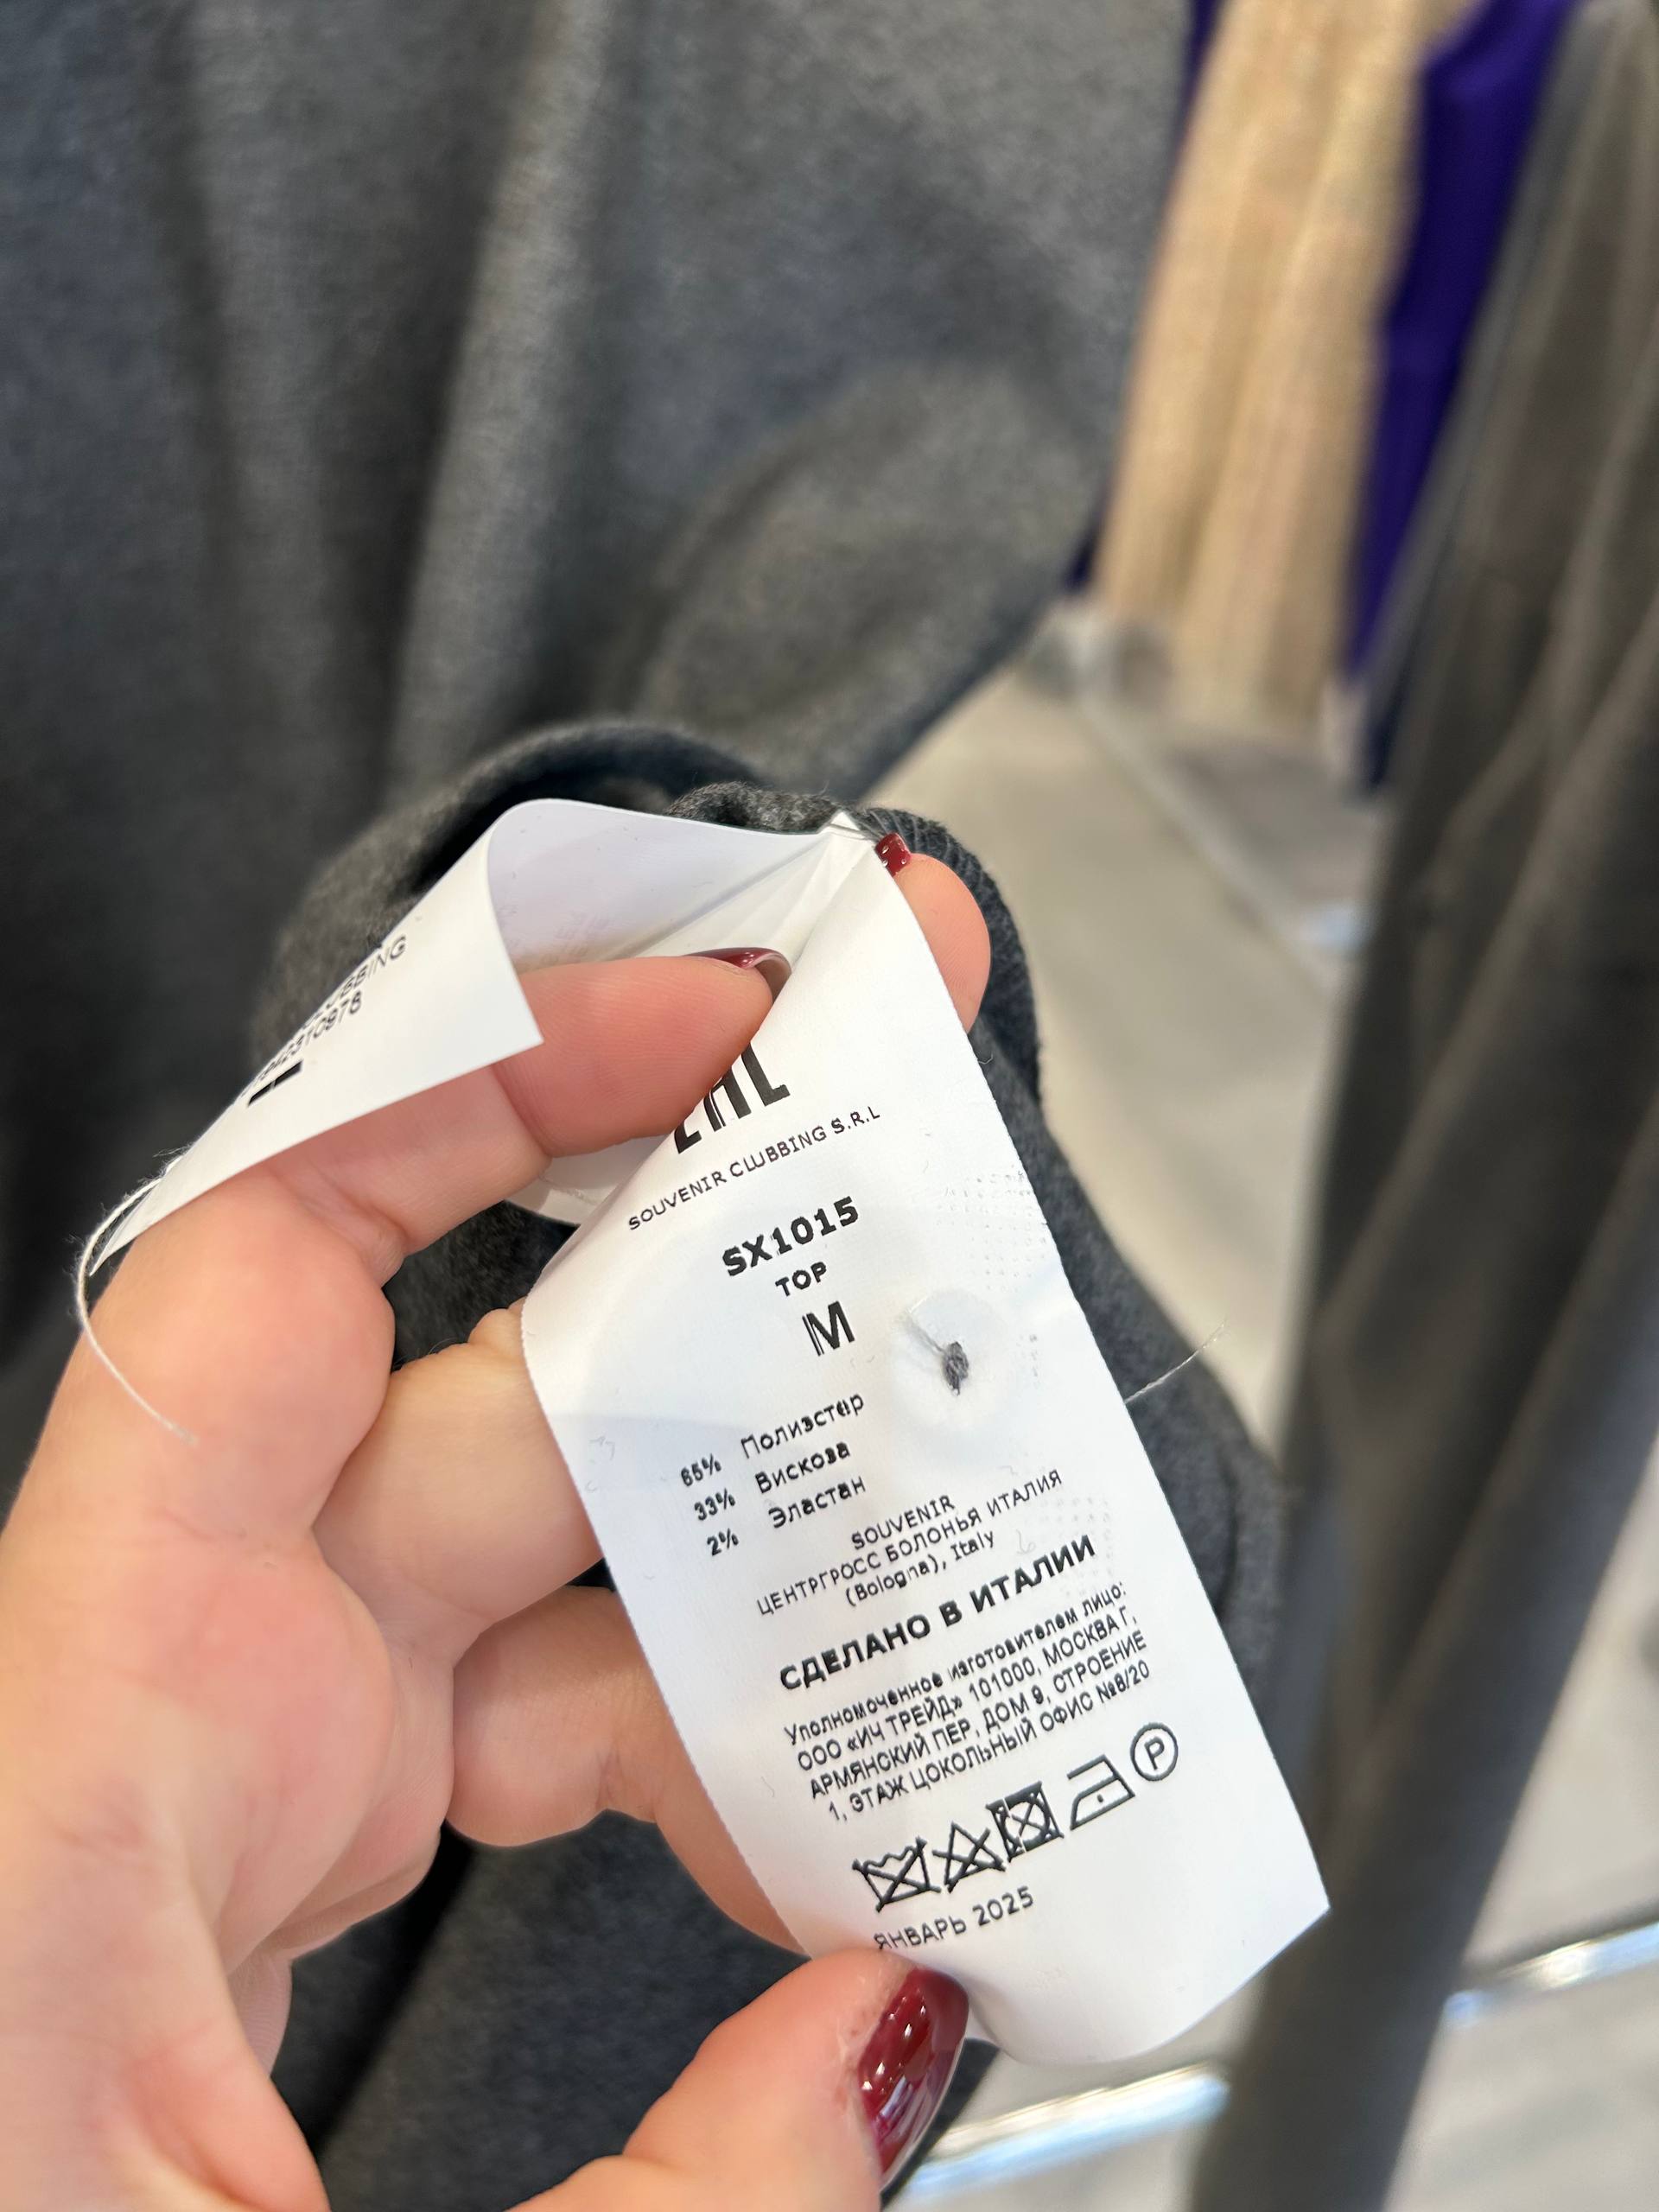 EAC
SOUVENIR CLUBBING S.R.L
SX1015
TOP
M
65% Полиэстер
33% Вискоза
2% Эластан
SOUVENIR
ЦЕНТРГРОСС БОЛОНЬЯ ИТАЛИЯ
(Bologna), Italy
СДЕЛАНО В ИТАЛИИ
Уполномоченное изготовителем лицо:
ООО «ИЧ ТРЕЙД» 101000, МОСКВА Г,
АРМЯНСКИЙ ПЕР, ДОМ 9, СТРОЕНИЕ
1, ЭТАЖ ЦОКОЛЬНЫЙ ОФИС №8/20
P
ЯНВАРЬ 2025